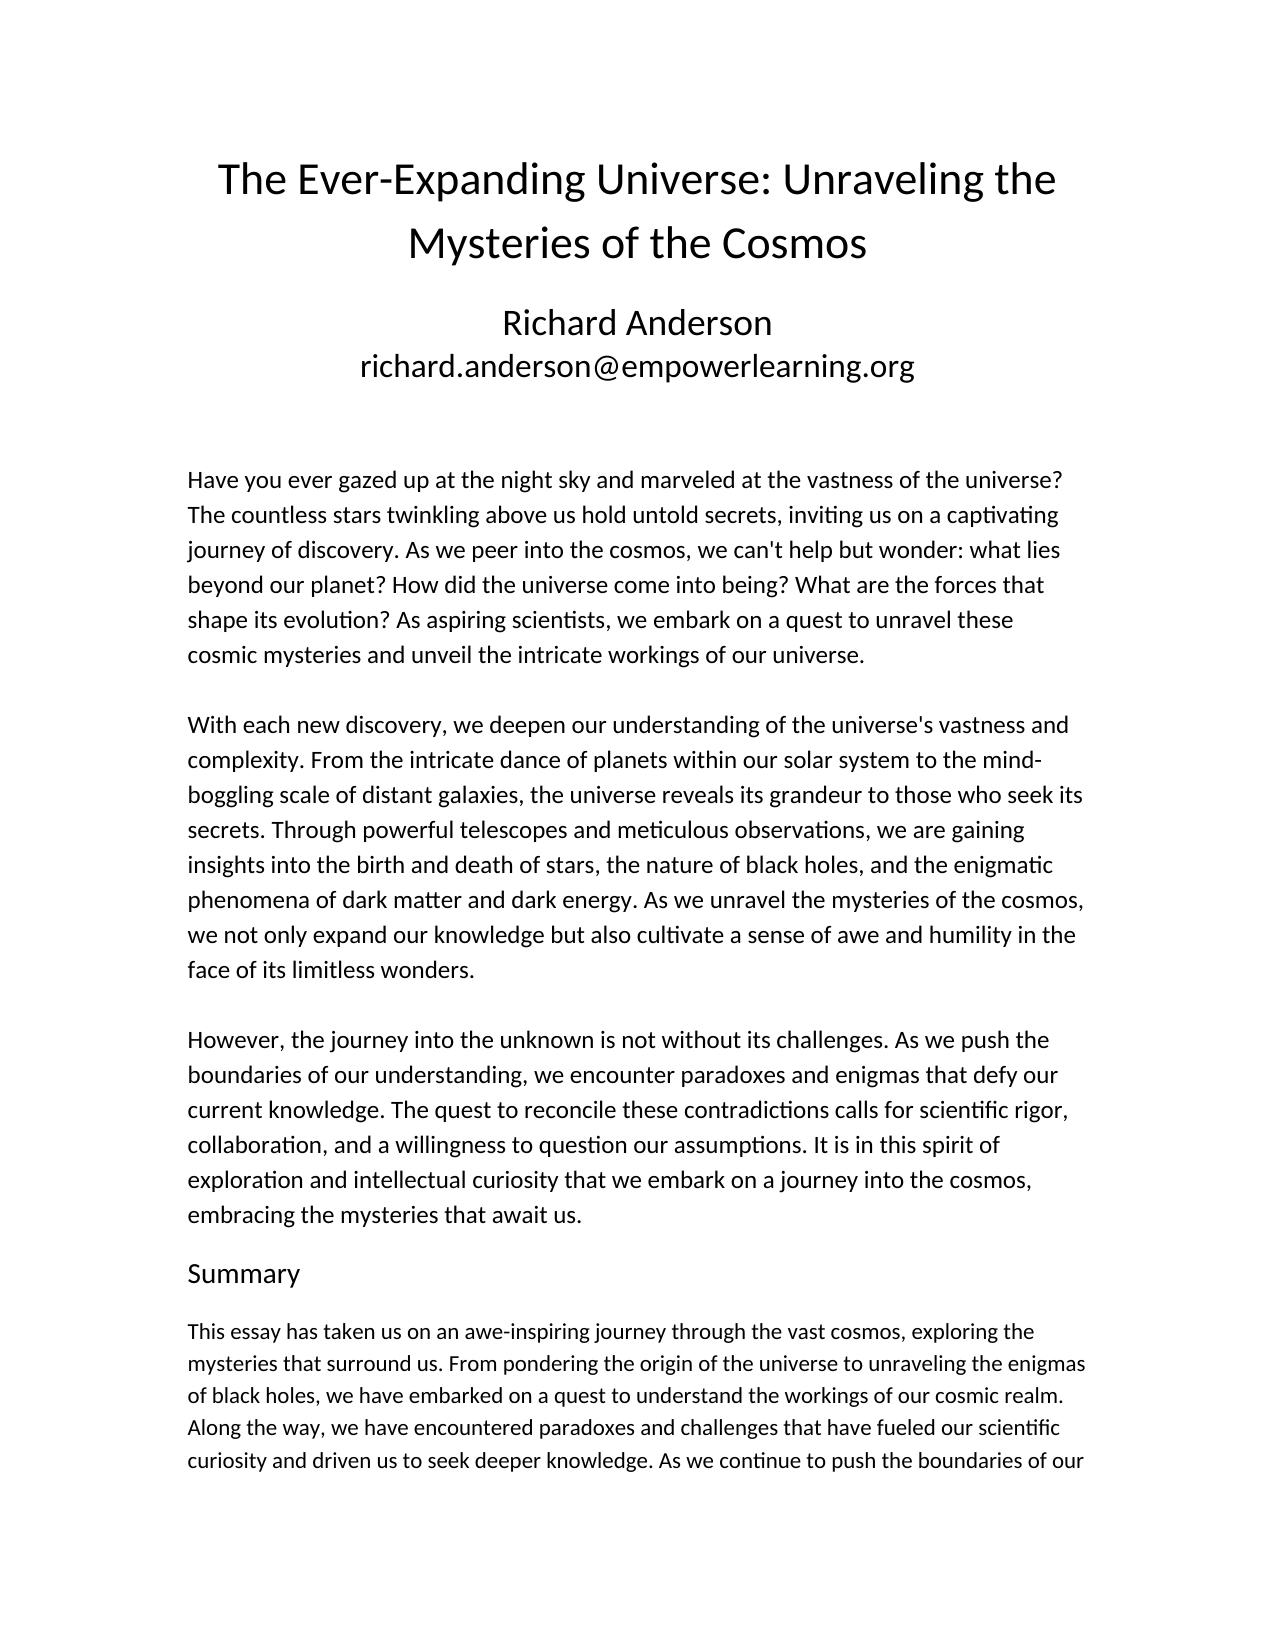 The Ever-Expanding Universe: Unraveling the
Mysteries of the Cosmos
Richard Anderson
richard.anderson@empowerlearning.org
Have you ever gazed up at the night sky and marveled at the vastness of the universe?
The countless stars twinkling above us hold untold secrets, inviting us on a captivating
journey of discovery. As we peer into the cosmos, we can't help but wonder: what lies
beyond our planet? How did the universe come into being? What are the forces that
shape its evolution? As aspiring scientists, we embark on a quest to unravel these
cosmic mysteries and unveil the intricate workings of our universe.
With each new discovery, we deepen our understanding of the universe's vastness and
complexity. From the intricate dance of planets within our solar system to the mind-
boggling scale of distant galaxies, the universe reveals its grandeur to those who seek its
secrets. Through powerful telescopes and meticulous observations, we are gaining
insights into the birth and death of stars, the nature of black holes, and the enigmatic
phenomena of dark matter and dark energy. As we unravel the mysteries of the cosmos,
we not only expand our knowledge but also cultivate a sense of awe and humility in the
face of its limitless wonders.
However, the journey into the unknown is not without its challenges. As we push the
boundaries of our understanding, we encounter paradoxes and enigmas that defy our
current knowledge. The quest to reconcile these contradictions calls for scientific rigor,
collaboration, and a willingness to question our assumptions. It is in this spirit of
exploration and intellectual curiosity that we embark on a journey into the cosmos,
embracing the mysteries that await us.
Summary
This essay has taken us on an awe-inspiring journey through the vast cosmos, exploring the
mysteries that surround us. From pondering the origin of the universe to unraveling the enigmas
of black holes, we have embarked on a quest to understand the workings of our cosmic realm.
Along the way, we have encountered paradoxes and challenges that have fueled our scientific
curiosity and driven us to seek deeper knowledge. As we continue to push the boundaries of our